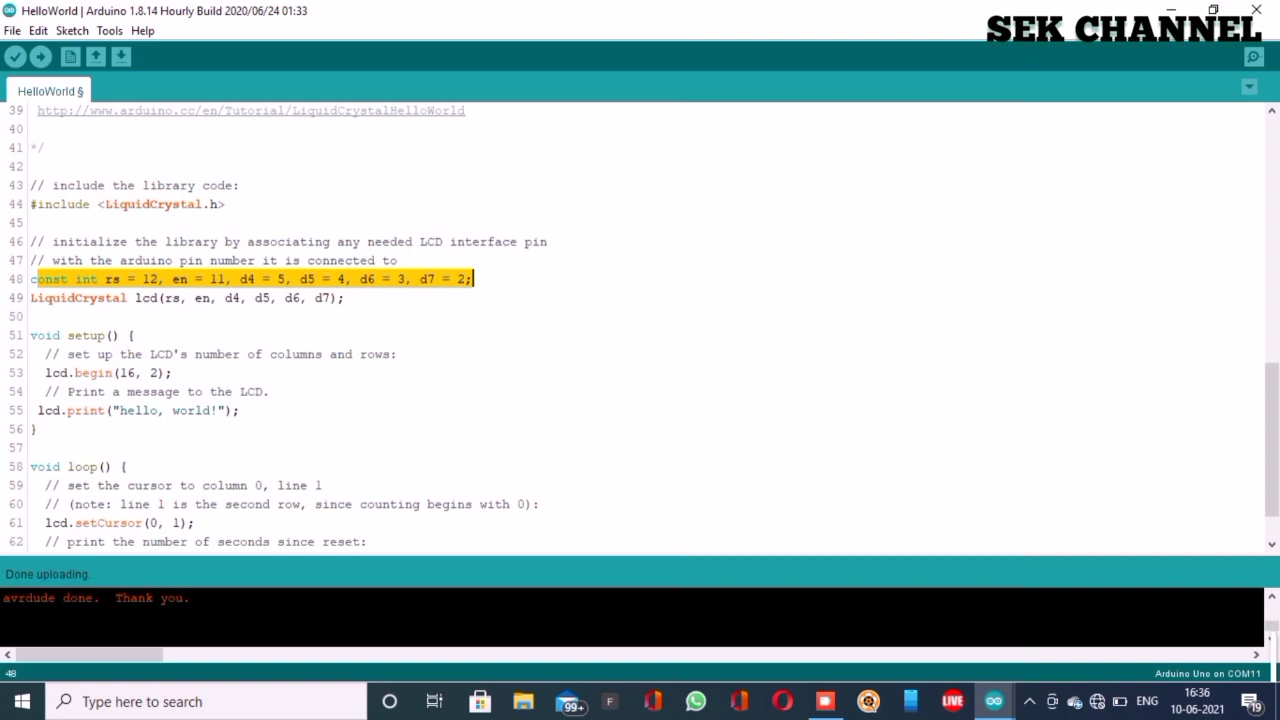 HelloWorld | Arduino 1.8.14 Hourly Build 2020/06/24 01:33
SEK CHANNEL
File Edit Sketch Tools Help
HelloWorld §
39 http://www.arduino.cc/en/Tutorial/LiquidCrystalHelloWorld
40
41 */
42
43 // include the library code:
44 #include <LiquidCrystal.h>
45
46 // initialize the library by associating any needed LCD interface pin
47 // with the arduino pin number it is connected to
48 const int rs = 12, en = 11, d4 = 5, d5 = 4, d6 = 3, d7 = 2;
49 LiquidCrystal lcd(rs, en, d4, d5, d6, d7);
50
51 void setup() {
52 // set up the LCD's number of columns and rows:
53 lcd.begin(16, 2);
54 // Print a message to the LCD.
55 lcd.print("hello, world!");
56 }
57
58 void loop() {
59 // set the cursor to column 0, line 1
60 // (note: line 1 is the second row, since counting begins with 0):
61 lcd.setCursor(0, 1);
62 // print the number of seconds since reset:
Done uploading.
avrdude done.  Thank you.
48
Arduino Uno on COM11
Type here to search
99+
F
LIVE
ENG
16:36
10-06-2021
19